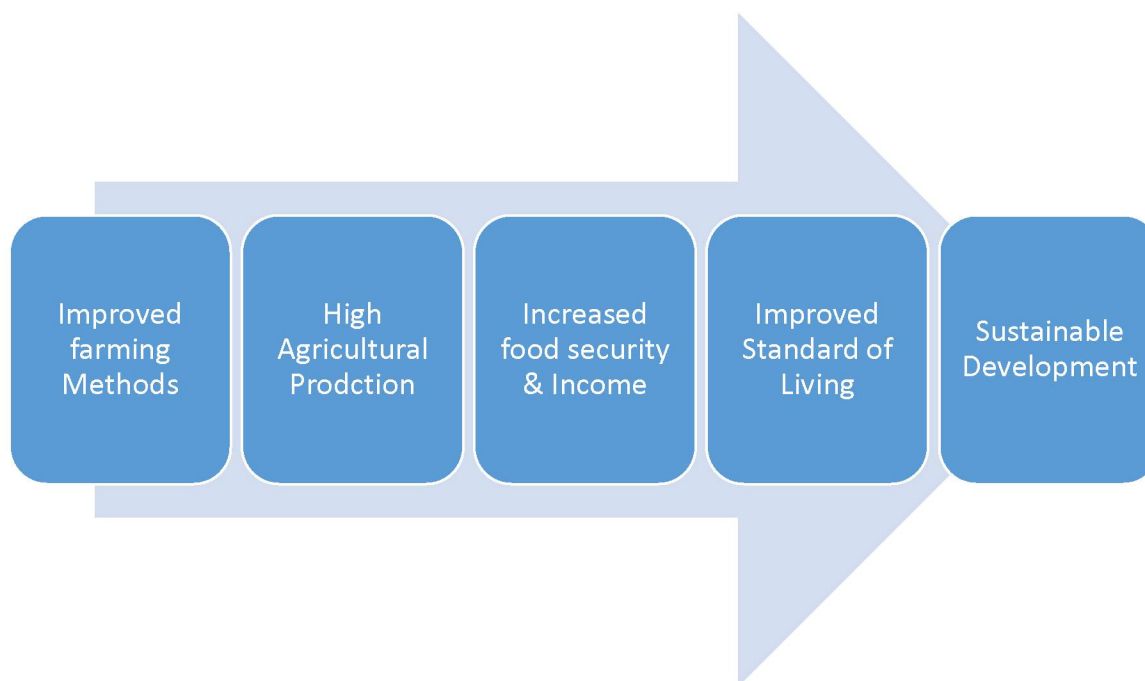 Improved
farming
Methods
High
Agricultural
Prodction
Increased
food security
& Income
Improved
Standard of
Living
Sustainable
Development